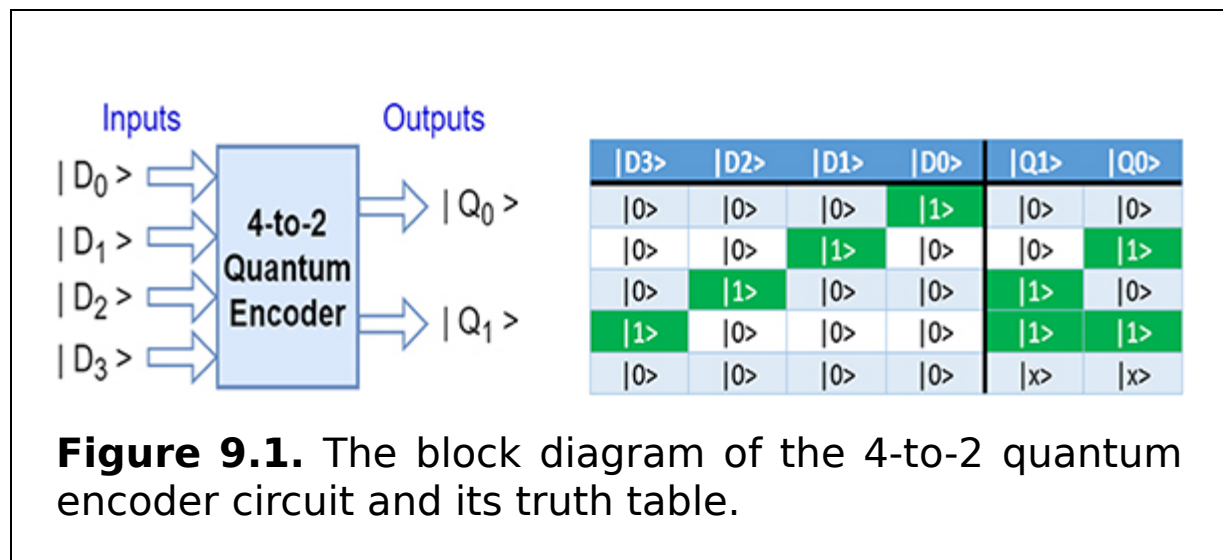 Inputs
Outputs
| D0 >
| D1 >
| D2 >
| D3 >
4-to-2
Quantum
Encoder
| Q0 >
| Q1 >
|D3> |D2> |D1> |D0> |Q1> |Q0>
|0> |0> |0> |1> |0> |0>
|0> |0> |1> |0> |0> |1>
|0> |1> |0> |0> |1> |0>
|1> |0> |0> |0> |1> |1>
|0> |0> |0> |0> |x> |x>
Figure 9.1. The block diagram of the 4-to-2 quantum
encoder circuit and its truth table.